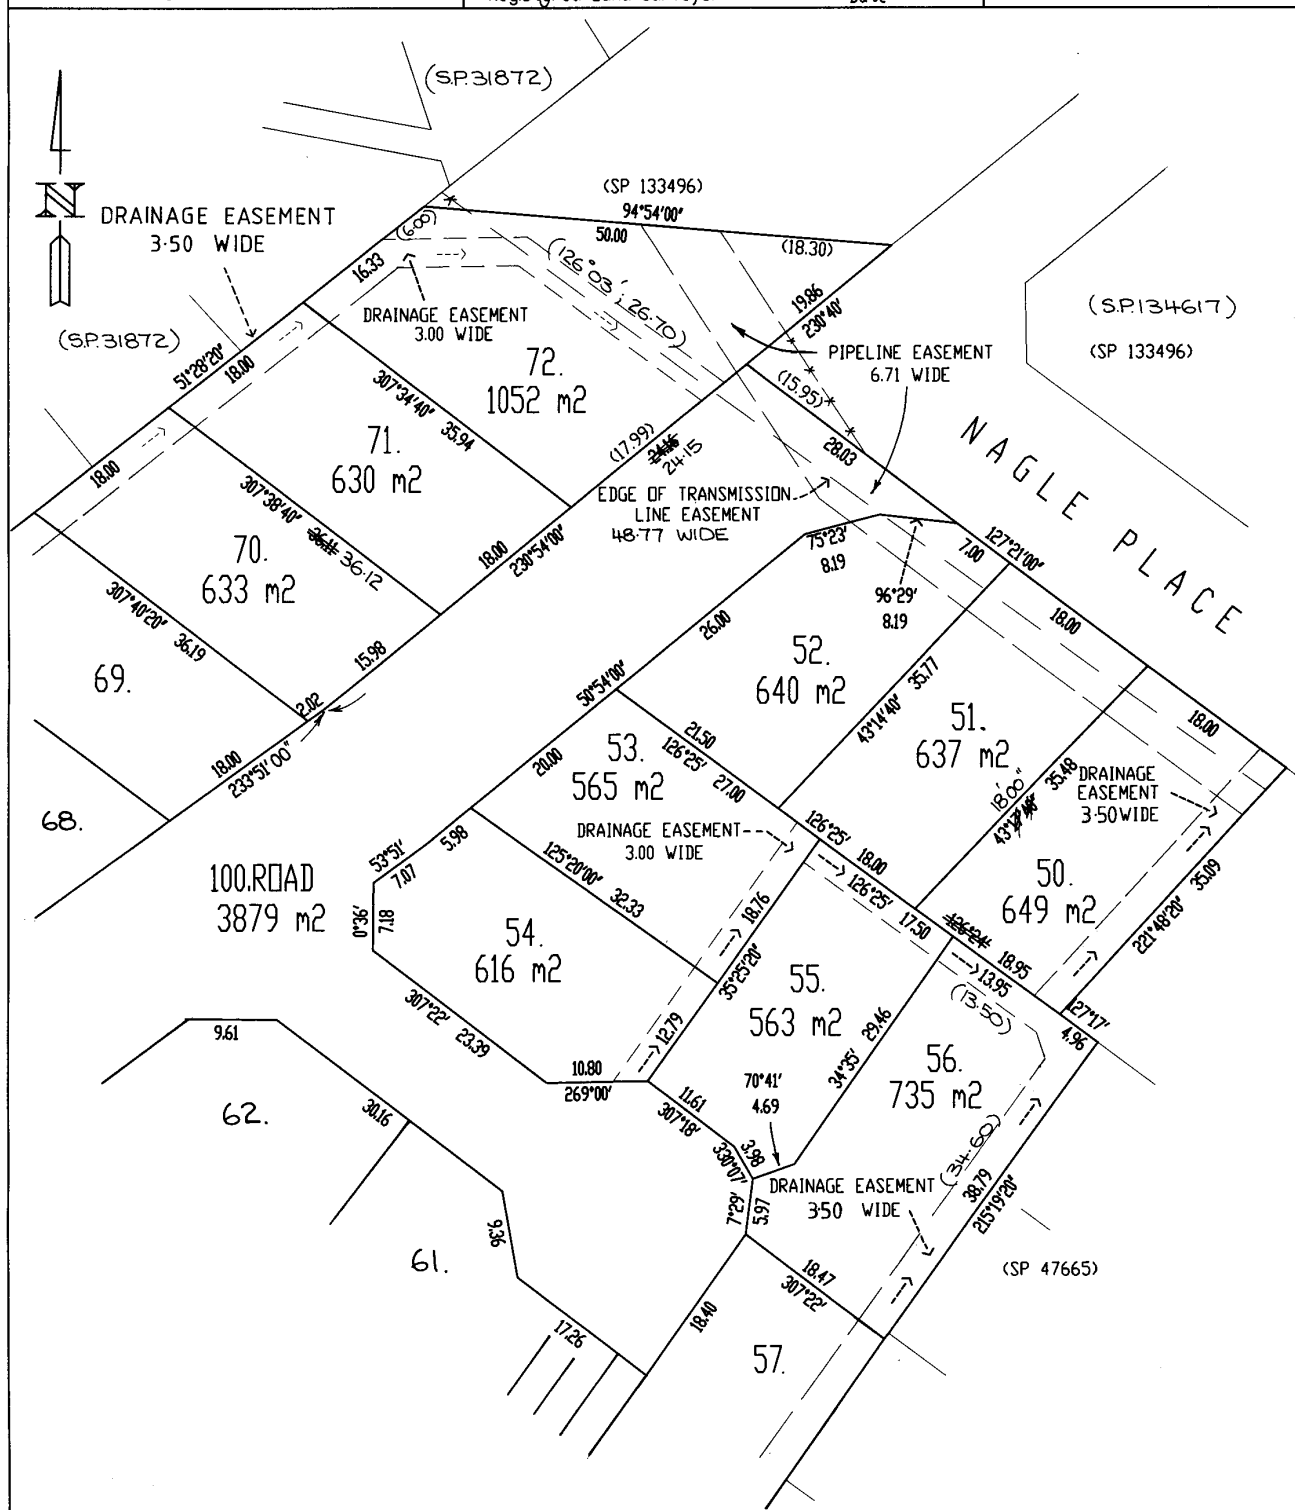 (S.P.31872)
N
DRAINAGE EASEMENT
3·50 WIDE
(SP 133496)
94°54'00"
50.00
(18.30)
(6·00)
16.33
(126°03'; 26.70)
19.86
230°40'
(S.P.134617)
(SP 133496)
(S.P.31872)
51°28'20"
18.00
DRAINAGE EASEMENT
3.00 WIDE
72.
1052 m2
PIPELINE EASEMENT
6.71 WIDE
307°34'40" 35.94
(15.95)
71.
630 m2
(17.99)
24.16
24.15
28.03
NAGLE PLACE
18.00
307°38'40" 36.11 36.12
EDGE OF TRANSMISSION
LINE EASEMENT
48.77 WIDE
18.00
230°54'00"
75°23'
8.19
7.00
127°21'00"
96°29'
8.19
70.
633 m2
307°40'20" 36.19
18.00
26.00
52.
640 m2
69.
15.98
2.02
50°54'00"
43°14'40" 35.77
51.
637 m2
18.00
18.00
233°51'00"
20.00
53.
565 m2
21.50
126°25' 27.00
18'00"
43°17'48" 35.48
DRAINAGE
EASEMENT
3·50 WIDE
68.
DRAINAGE EASEMENT
3.00 WIDE
126°25'
18.00
126°25' 17.50
53°51'
7.07
5.98
125°20'00" 32.33
50.
649 m2
221°48'20" 35.09
100.ROAD
3879 m2
0°36'
7.18
18.76
35°25'20"
126°24'
18.95
13.95
(13.50)
54.
616 m2
55.
563 m2
127°17'
4.96
307°22' 23.39
12.79
34°35' 29.46
56.
735 m2
9.61
10.80
269°00'
70°41'
4.69
62.
30.16
11.61
307°18'
3.98
330°07'
(34.60)
DRAINAGE EASEMENT
3·50 WIDE
38.79
215°19'20"
7°29'
5.97
9.36
61.
18.47
307°22'
(SP 47665)
18.40
17.26
57.